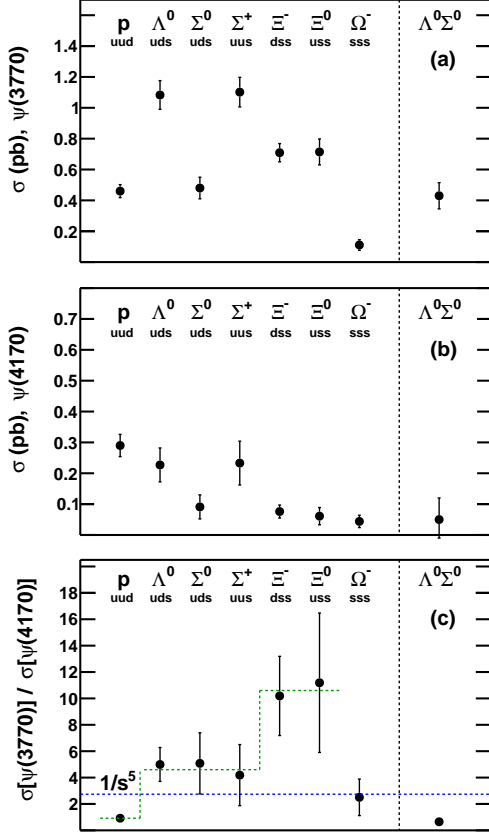 p Λ⁰ Σ⁰ Σ⁺ Ξ⁻ Ξ⁰ Ω⁻ Λ⁰Σ⁰
uud uds uds uus dss uss sss
(a)
1.4
1.2
1
0.8
0.6
0.4
0.2
σ (pb), ψ(3770)
p Λ⁰ Σ⁰ Σ⁺ Ξ⁻ Ξ⁰ Ω⁻ Λ⁰Σ⁰
uud uds uds uus dss uss sss
(b)
0.7
0.6
0.5
0.4
0.3
0.2
0.1
σ (pb), ψ(4170)
p Λ⁰ Σ⁰ Σ⁺ Ξ⁻ Ξ⁰ Ω⁻ Λ⁰Σ⁰
uud uds uds uus dss uss sss
(c)
18
16
14
12
10
8
6
4
2
0
1/s⁵
σ[ψ(3770)] / σ[ψ(4170)]